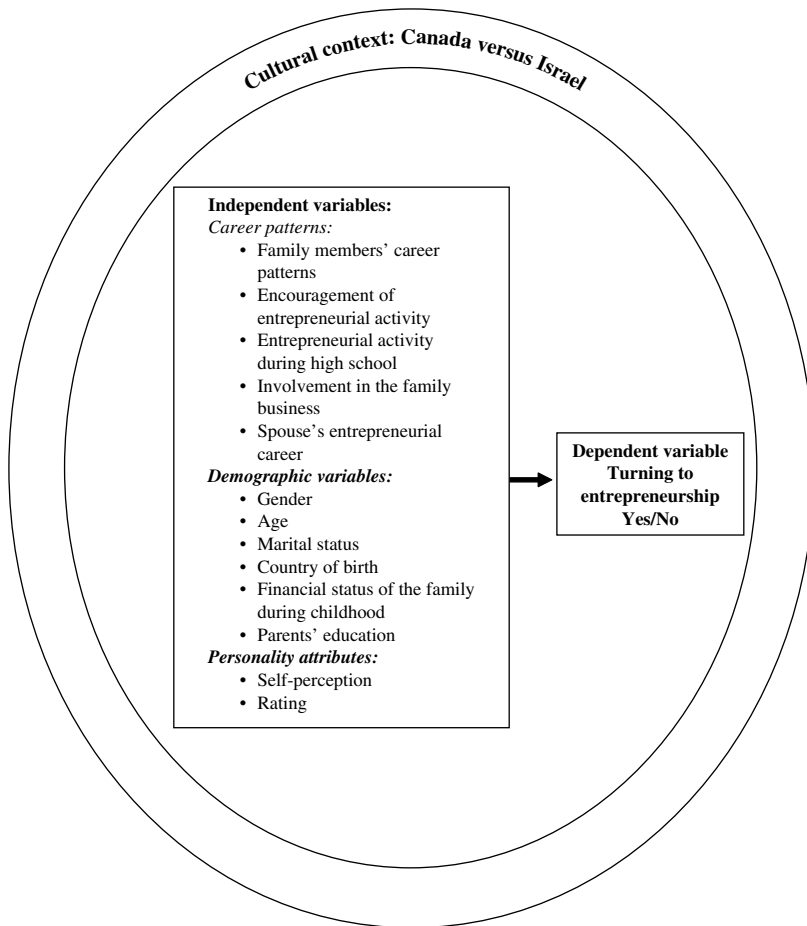 Cultural context: Canada versus Israel
Independent variables:
Career patterns:
• Family members’ career
patterns
• Encouragement of
entrepreneurial activity
• Entrepreneurial activity
during high school
• Involvement in the family
business
• Spouse’s entrepreneurial
career
Demographic variables:
• Gender
• Age
• Marital status
• Country of birth
• Financial status of the family
during childhood
• Parents’ education
Personality attributes:
• Self-perception
• Rating
Dependent variable
Turning to
entrepreneurship
Yes/No